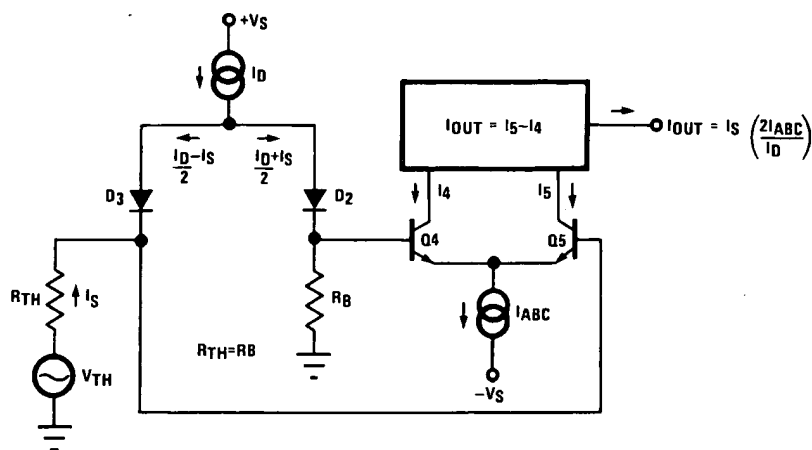 +VS
ID
ID/2 - IS
ID/2 + IS
D3
D2
IOUT = I5-I4
IOUT = IS (2IABC/ID)
I4
I5
Q4
Q5
RTH
IS
RB
IABC
RTH=RB
VTH
-VS